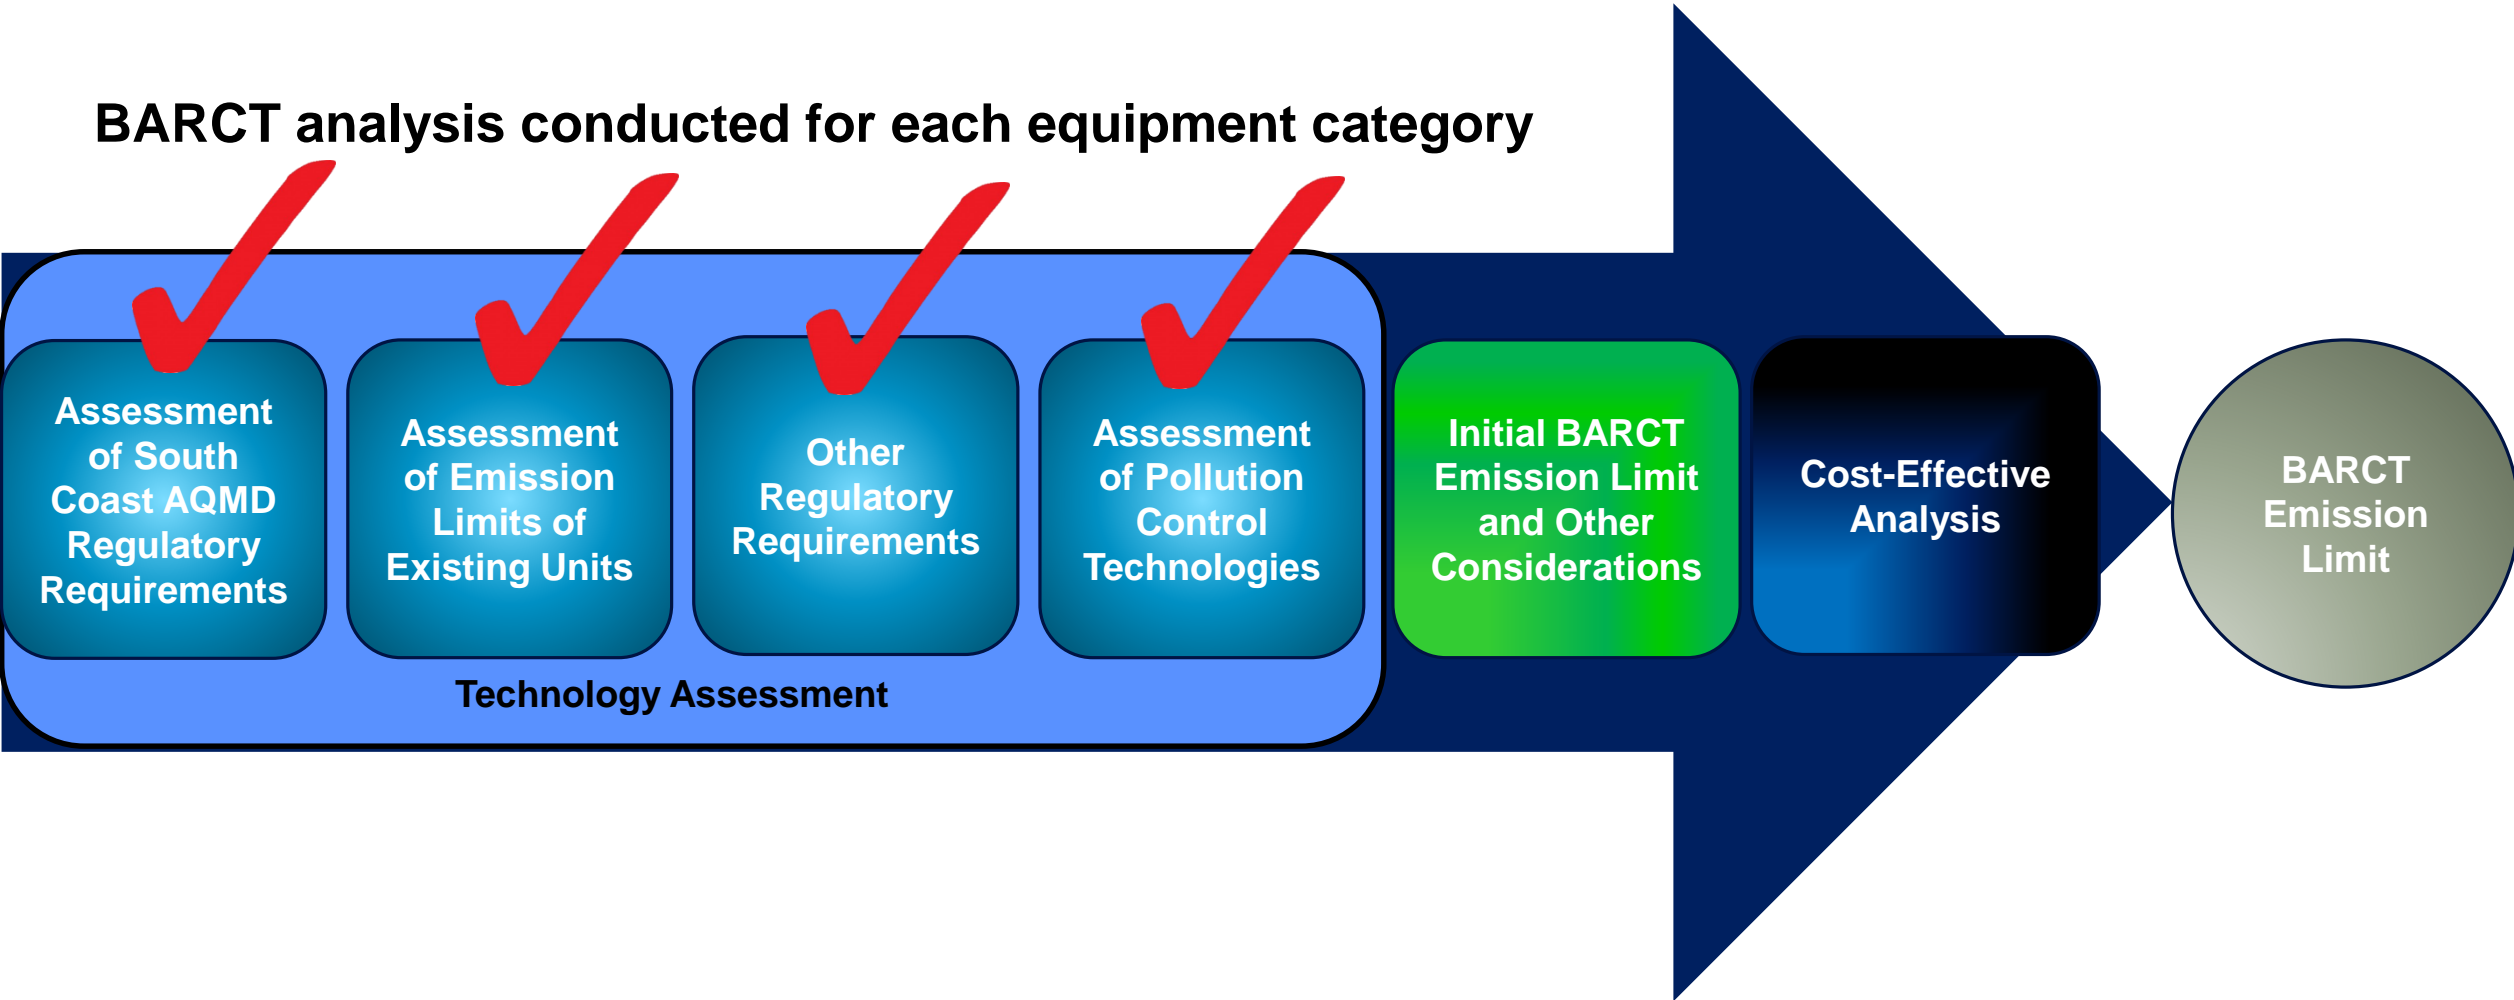 BARCT analysis conducted for each equipment category
Assessment
of South
Coast AQMD
Regulatory
Requirements
Assessment
of Emission
Limits of
Existing Units
Other
Regulatory
Requirements
Assessment
of Pollution
Control
Technologies
Technology Assessment
Initial BARCT
Emission Limit
and Other
Considerations
Cost-Effective
Analysis
BARCT
Emission
Limit